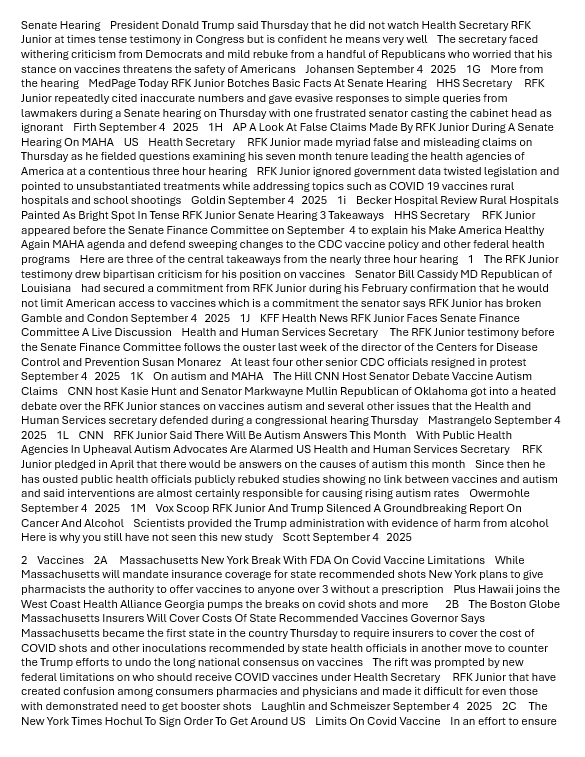 Senate Hearing President Donald Trump said Thursday that he did not watch Health Secretary RFK
Junior at times tense testimony in Congress but is confident he means very well The secretary faced
withering criticism from Democrats and mild rebuke from a handful of Republicans who worried that his
stance on vaccines threatens the safety of Americans Johansen September 4 2025 1G More from
the hearing MedPage Today RFK Junior Botches Basic Facts At Senate Hearing HHS Secretary RFK
Junior repeatedly cited inaccurate numbers and gave evasive responses to simple queries from
lawmakers during a Senate hearing on Thursday with one frustrated senator casting the cabinet head as
ignorant Firth September 4 2025 1H AP A Look At False Claims Made By RFK Junior During A Senate
Hearing On MAHA US Health Secretary RFK Junior made myriad false and misleading claims on
Thursday as he fielded questions examining his seven month tenure leading the health agencies of
America at a contentious three hour hearing RFK Junior ignored government data twisted legislation and
pointed to unsubstantiated treatments while addressing topics such as COVID 19 vaccines rural
hospitals and school shootings Goldin September 4 2025 1i Becker Hospital Review Rural Hospitals
Painted As Bright Spot In Tense RFK Junior Senate Hearing 3 Takeaways HHS Secretary RFK Junior
appeared before the Senate Finance Committee on September 4 to explain his Make America Healthy
Again MAHA agenda and defend sweeping changes to the CDC vaccine policy and other federal health
programs Here are three of the central takeaways from the nearly three hour hearing 1 The RFK Junior
testimony drew bipartisan criticism for his position on vaccines Senator Bill Cassidy MD Republican of
Louisiana had secured a commitment from RFK Junior during his February confirmation that he would
not limit American access to vaccines which is a commitment the senator says RFK Junior has broken
Gamble and Condon September 4 2025 1J KFF Health News RFK Junior Faces Senate Finance
Committee A Live Discussion Health and Human Services Secretary The RFK Junior testimony before
the Senate Finance Committee follows the ouster last week of the director of the Centers for Disease
Control and Prevention Susan Monarez At least four other senior CDC officials resigned in protest
September 4 2025 1K On autism and MAHA The Hill CNN Host Senator Debate Vaccine Autism
Claims CNN host Kasie Hunt and Senator Markwayne Mullin Republican of Oklahoma got into a heated
debate over the RFK Junior stances on vaccines autism and several other issues that the Health and
Human Services secretary defended during a congressional hearing Thursday Mastrangelo September 4
2025 1L CNN RFK Junior Said There Will Be Autism Answers This Month With Public Health
Agencies In Upheaval Autism Advocates Are Alarmed US Health and Human Services Secretary RFK
Junior pledged in April that there would be answers on the causes of autism this month Since then he
has ousted public health officials publicly rebuked studies showing no link between vaccines and autism
and said interventions are almost certainly responsible for causing rising autism rates Owermohle
September 4 2025 1M Vox Scoop RFK Junior And Trump Silenced A Groundbreaking Report On
Cancer And Alcohol Scientists provided the Trump administration with evidence of harm from alcohol
Here is why you still have not seen this new study Scott September 4 2025
2 Vaccines 2A Massachusetts New York Break With FDA On Covid Vaccine Limitations While
Massachusetts will mandate insurance coverage for state recommended shots New York plans to give
pharmacists the authority to offer vaccines to anyone over 3 without a prescription Plus Hawaii joins the
West Coast Health Alliance Georgia pumps the breaks on covid shots and more 2B The Boston Globe
Massachusetts Insurers Will Cover Costs Of State Recommended Vaccines Governor Says
Massachusetts became the first state in the country Thursday to require insurers to cover the cost of
COVID shots and other inoculations recommended by state health officials in another move to counter
the Trump efforts to undo the long national consensus on vaccines The rift was prompted by new
federal limitations on who should receive COVID vaccines under Health Secretary RFK Junior that have
created confusion among consumers pharmacies and physicians and made it difficult for even those
with demonstrated need to get booster shots Laughlin and Schmeiszer September 4 2025 2C The
New York Times Hochul To Sign Order To Get Around US Limits On Covid Vaccine In an effort to ensure